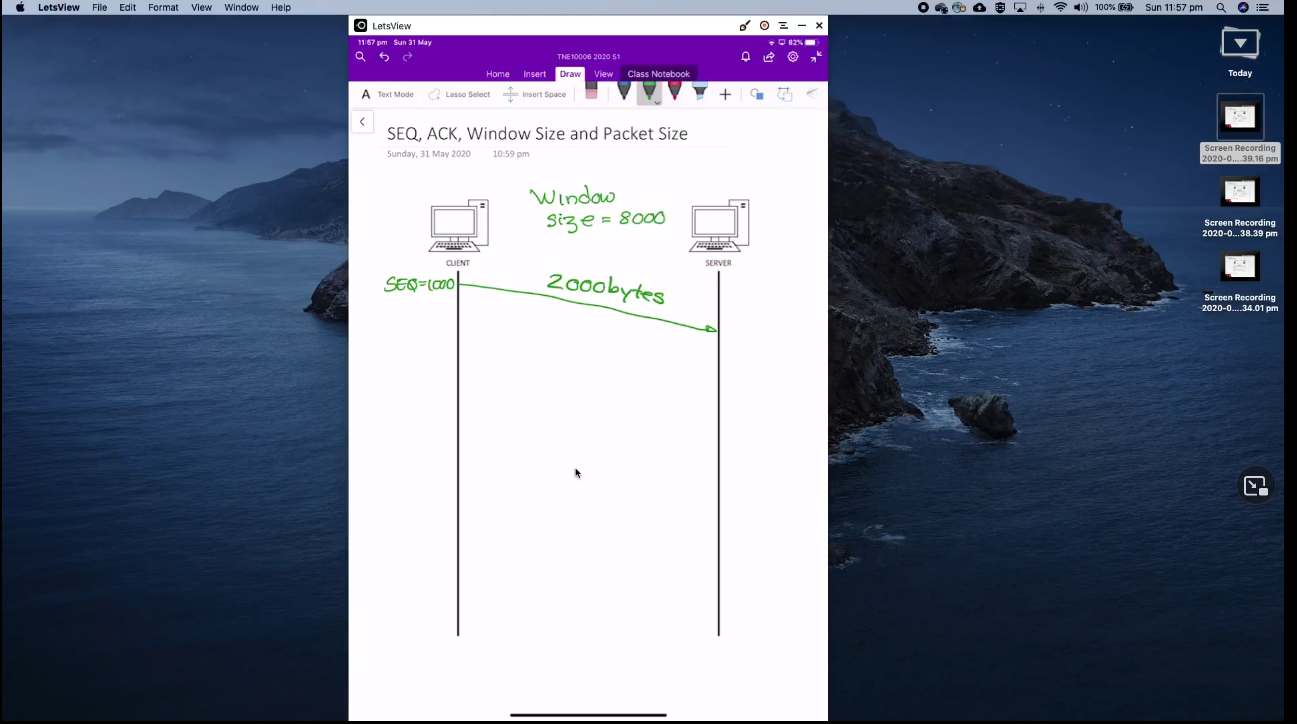 LetsView File Edit Format View Window Help
100% Sun 11:57 pm
LetsView
11:57 pm Sun 31 May
82%
TNE10006 2020 S1
Home Insert Draw View Class Notebook
Text Mode Lasso Select Insert Space
SEQ, ACK, Window Size and Packet Size
Sunday, 31 May 2020 10:59 pm
Window
size = 8000
CLIENT
SERVER
SEQ=1000
2000bytes
Today
Screen Recording
2020-0....39.16 pm
Screen Recording
2020-0...38.39 pm
Screen Recording
2020-0....34.01 pm